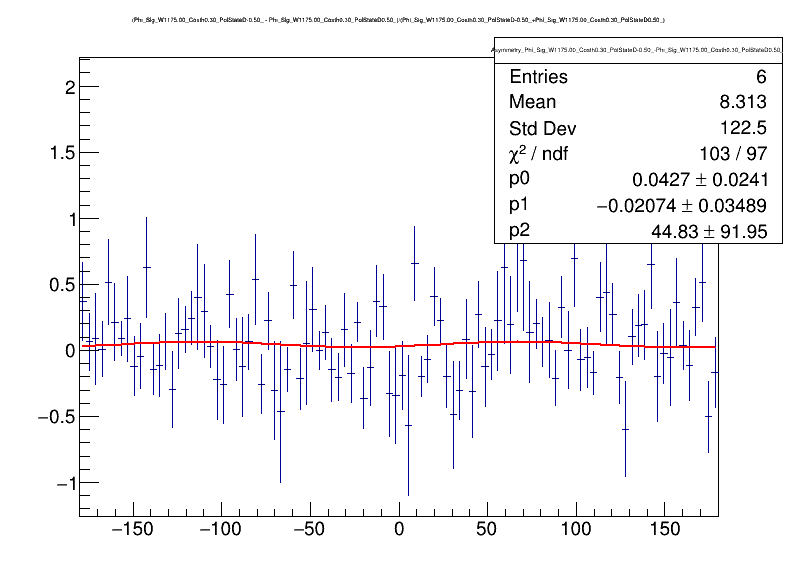 (Phi_Sig_W1175.00_Costh0.30_PolStateD-0.50_ - Phi_Sig_W1175.00_Costh0.30_PolStateD0.50_)/(Phi_Sig_W1175.00_Costh0.30_PolStateD-0.50_+Phi_Sig_W1175.00_Costh0.30_PolStateD0.50_)
Asymmetry_Phi_Sig_W1175.00_Costh0.30_PolStateD-0.50_-Phi_Sig_W1175.00_Costh0.30_PolStateD0.50_
Entries 6
Mean 8.313
Std Dev 122.5
χ² / ndf 103 / 97
p0 0.0427 ± 0.0241
p1 −0.02074 ± 0.03489
p2 44.83 ± 91.95
2
1.5
1
0.5
0
−0.5
−1
−150 −100 −50 0 50 100 150